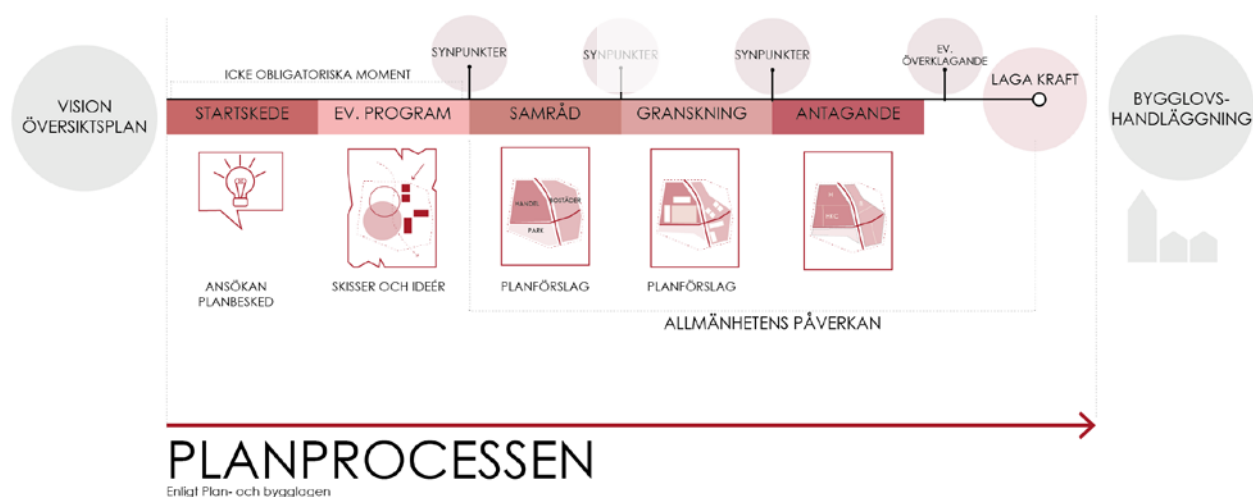 SYNPUNKTER
SYNPUNKTER
SYNPUNKTER
EV.
ÖVERKLAGANDE
ICKE OBLIGATORISKA MOMENT
LAGA KRAFT
VISION
ÖVERSIKTSPLAN
BYGGLOVS-
HANDLÄGGNING
STARTSKEDE
EV. PROGRAM
SAMRÅD
GRANSKNING
ANTAGANDE
HANDEL
BOSTÄDER
PARK
ANSÖKAN
PLANBESKED
SKISSER OCH IDEÉR
PLANFÖRSLAG
PLANFÖRSLAG
ALLMÄNHETENS PÅVERKAN
PLANPROCESSEN
Enligt Plan- och bygglagen